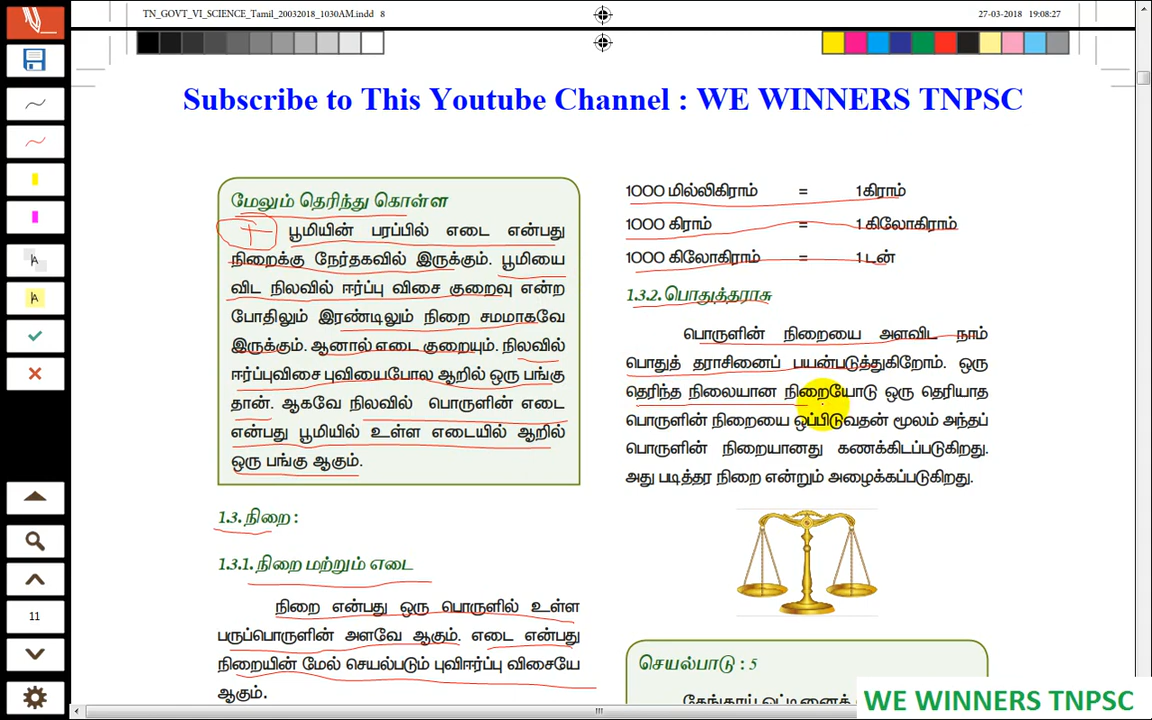 TN_GOVT_VI_SCIENCE_Tamil_20032018_1030AM.indd 8
27-03-2018 19:08:27
Subscribe to This Youtube Channel : WE WINNERS TNPSC
மேலும் தெரிந்து கொள்ள
பூமியின் பரப்பில் எடை என்பது
நிறைக்கு நேர்தகவில் இருக்கும். பூமியை
விட நிலவில் ஈர்ப்பு விசை குறைவு என்ற
போதிலும் இரண்டிலும் நிறை சமமாகவே
இருக்கும். ஆனால் எடை குறையும். நிலவில்
ஈர்ப்புவிசை புவியைபோல ஆறில் ஒரு பங்கு
தான். ஆகவே நிலவில் பொருளின் எடை
என்பது பூமியில் உள்ள எடையில் ஆறில்
ஒரு பங்கு ஆகும்.
1.3. நிறை :
1.3.1. நிறை மற்றும் எடை
நிறை என்பது ஒரு பொருளில் உள்ள
பருப்பொருளின் அளவே ஆகும். எடை என்பது
நிறையின் மேல் செயல்படும் புவிஈர்ப்பு விசையே
ஆகும்.
1000 மில்லிகிராம் = 1கிராம்
1000 கிராம் = 1 கிலோகிராம்
1000 கிலோகிராம் = 1 டன்
1.3.2. பொதுத்தராசு
பொருளின் நிறையை அளவிட நாம்
பொதுத் தராசினைப் பயன்படுத்துகிறோம். ஒரு
தெரிந்த நிலையான நிறையோடு ஒரு தெரியாத
பொருளின் நிறையை ஒப்பிடுவதன் மூலம் அந்தப்
பொருளின் நிறையானது கணக்கிடப்படுகிறது.
அது படித்தர நிறை என்றும் அழைக்கப்படுகிறது.
செயல்பாடு : 5
தேங்காய் ஓட்டினைக்
11
WE WINNERS TNPSC